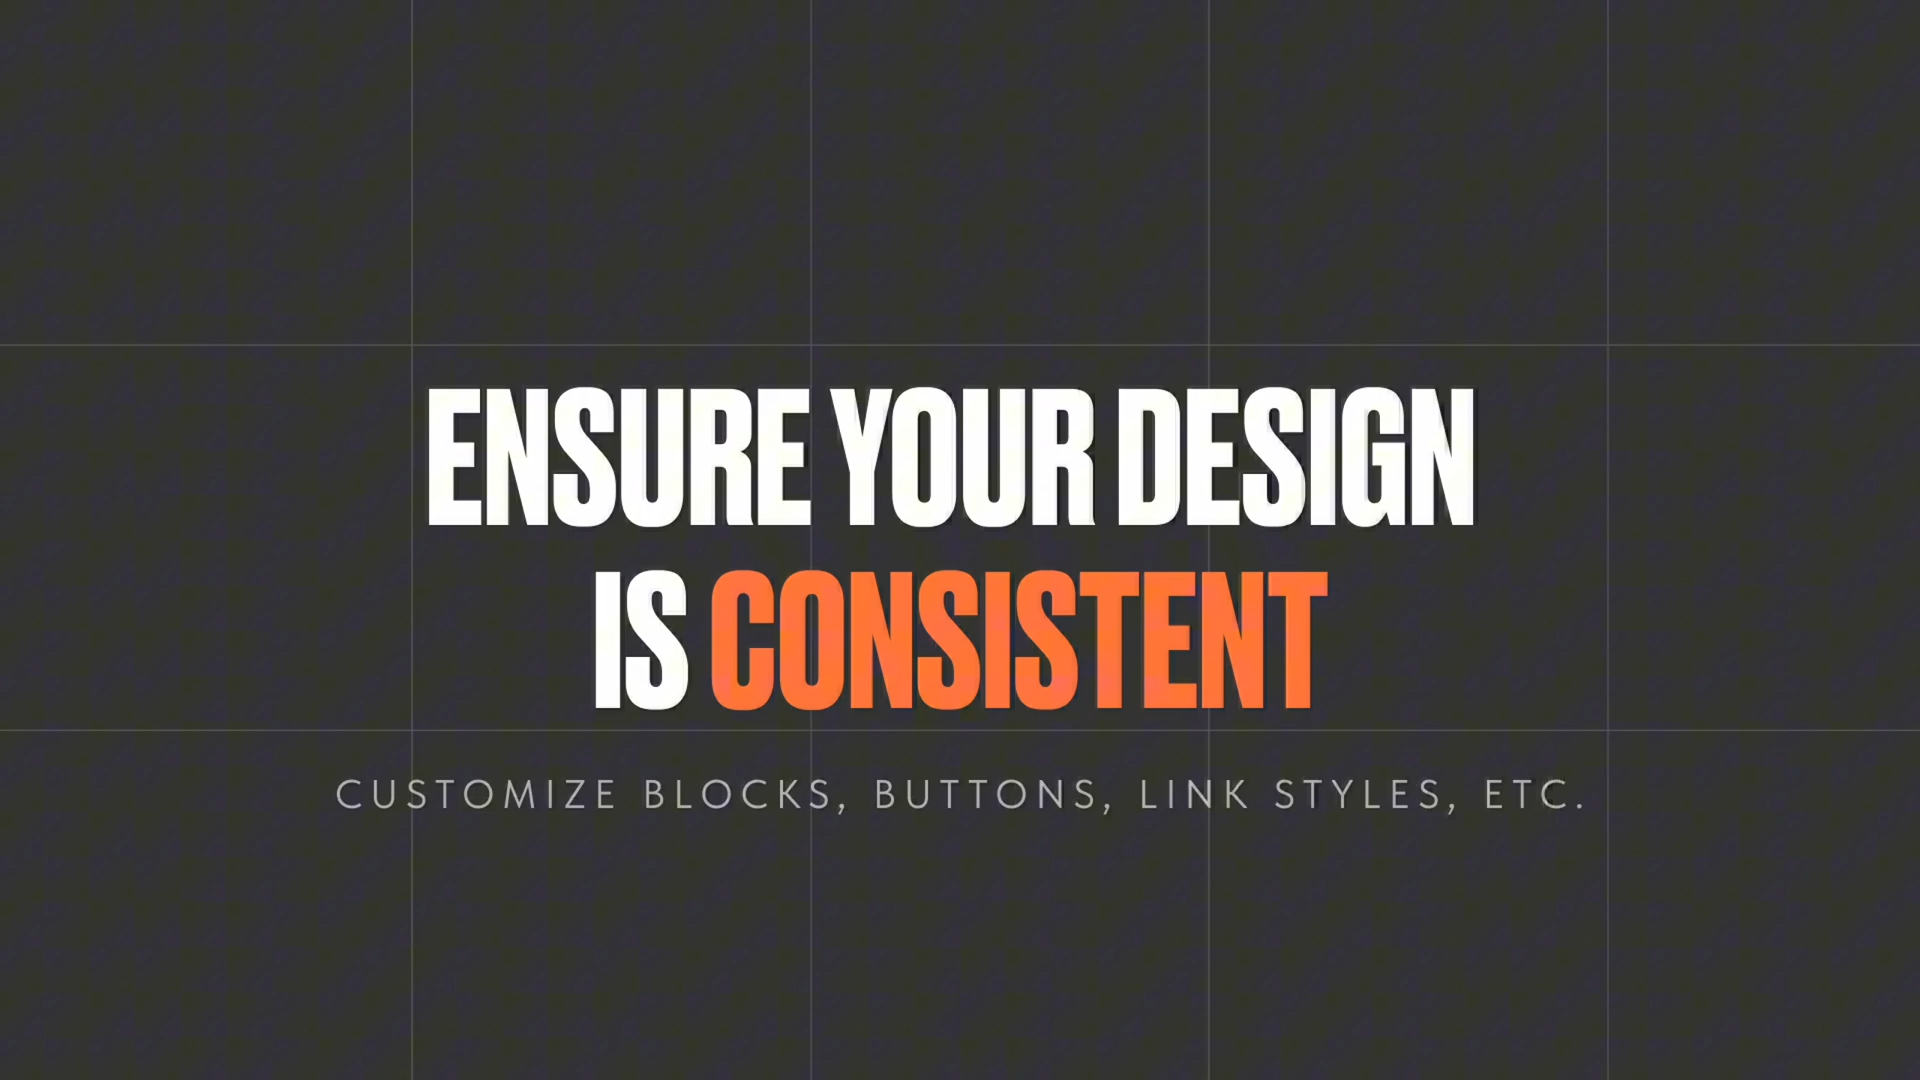 ENSURE YOUR DESIGN
IS CONSISTENT
CUSTOMIZE BLOCKS, BUTTONS, LINK STYLES, ETC.